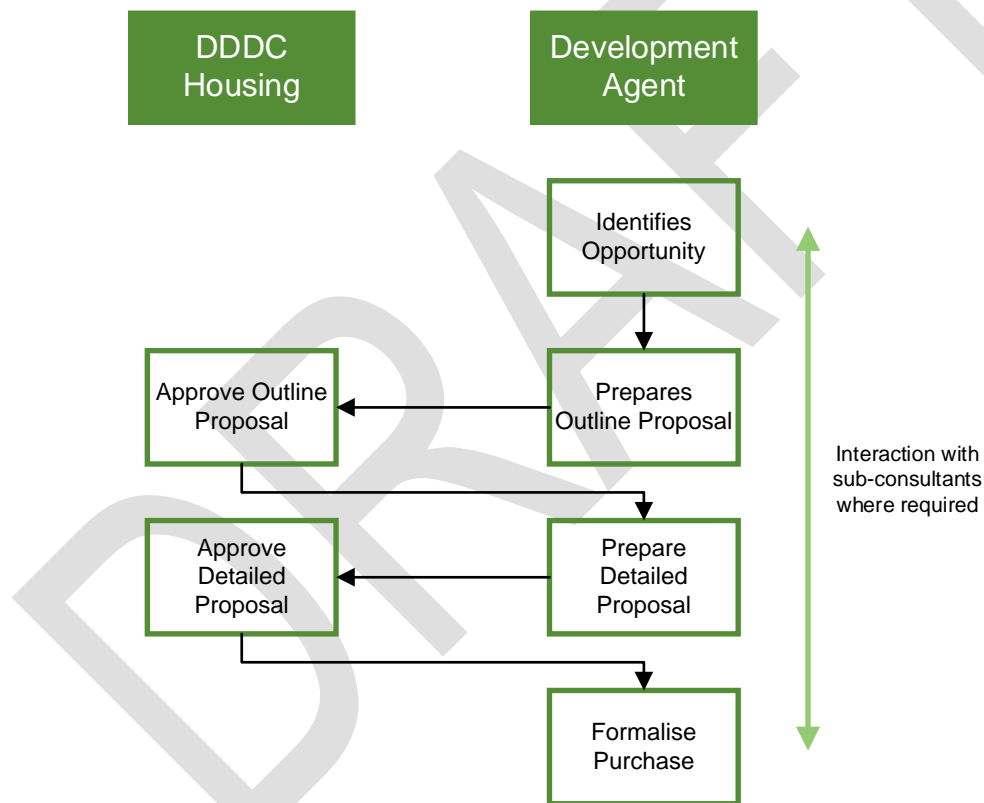 DDDC
Housing
Development
Agent
Identifies
Opportunity
Approve Outline
Proposal
Prepares
Outline Proposal
Interaction with
sub-consultants
where required
Approve
Detailed
Proposal
Prepare
Detailed
Proposal
Formalise
Purchase
DRAF